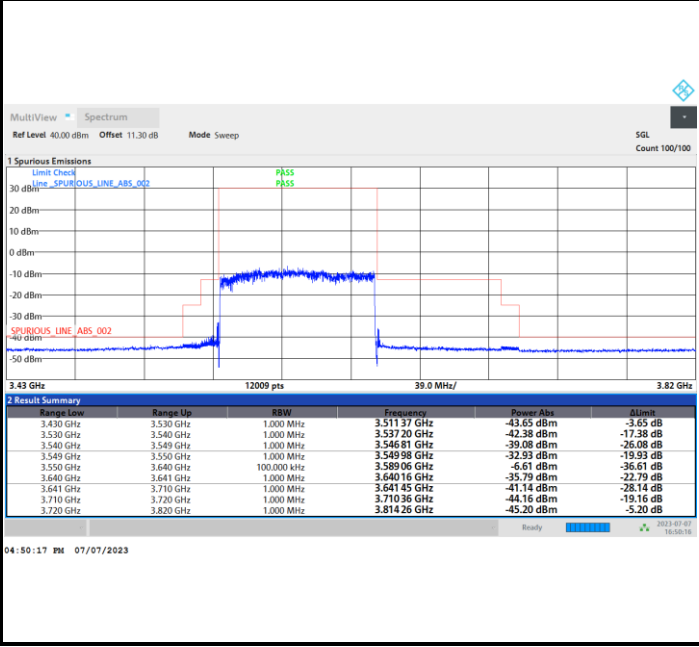 MultiView Spectrum
Ref Level 40.00 dBm Offset 11.30 dB Mode Sweep SGL
Count 100/100
1 Spurious Emissions
Limit Check PASS
Line _SPURIOUS_LINE_ABS_002 PASS
30 dBm
20 dBm
10 dBm
0 dBm
-10 dBm
-20 dBm
-30 dBm
_SPURIOUS_LINE_ABS_002
-40 dBm
-50 dBm
3.43 GHz 12009 pts 39.0 MHz/ 3.82 GHz
2 Result Summary
Range Low Range Up RBW Frequency Power Abs ΔLimit
3.430 GHz 3.530 GHz 1.000 MHz 3.511 37 GHz -43.65 dBm -3.65 dB
3.530 GHz 3.540 GHz 1.000 MHz 3.537 20 GHz -42.38 dBm -17.38 dB
3.540 GHz 3.549 GHz 1.000 MHz 3.546 81 GHz -39.08 dBm -26.08 dB
3.549 GHz 3.550 GHz 1.000 MHz 3.549 98 GHz -32.93 dBm -19.93 dB
3.550 GHz 3.640 GHz 100.000 kHz 3.589 06 GHz -6.61 dBm -36.61 dB
3.640 GHz 3.641 GHz 1.000 MHz 3.640 16 GHz -35.79 dBm -22.79 dB
3.641 GHz 3.710 GHz 1.000 MHz 3.641 45 GHz -41.14 dBm -28.14 dB
3.710 GHz 3.720 GHz 1.000 MHz 3.710 36 GHz -44.16 dBm -19.16 dB
3.720 GHz 3.820 GHz 1.000 MHz 3.814 26 GHz -45.20 dBm -5.20 dB
Ready 2023-07-07
16:50:16
04:50:17 PM 07/07/2023